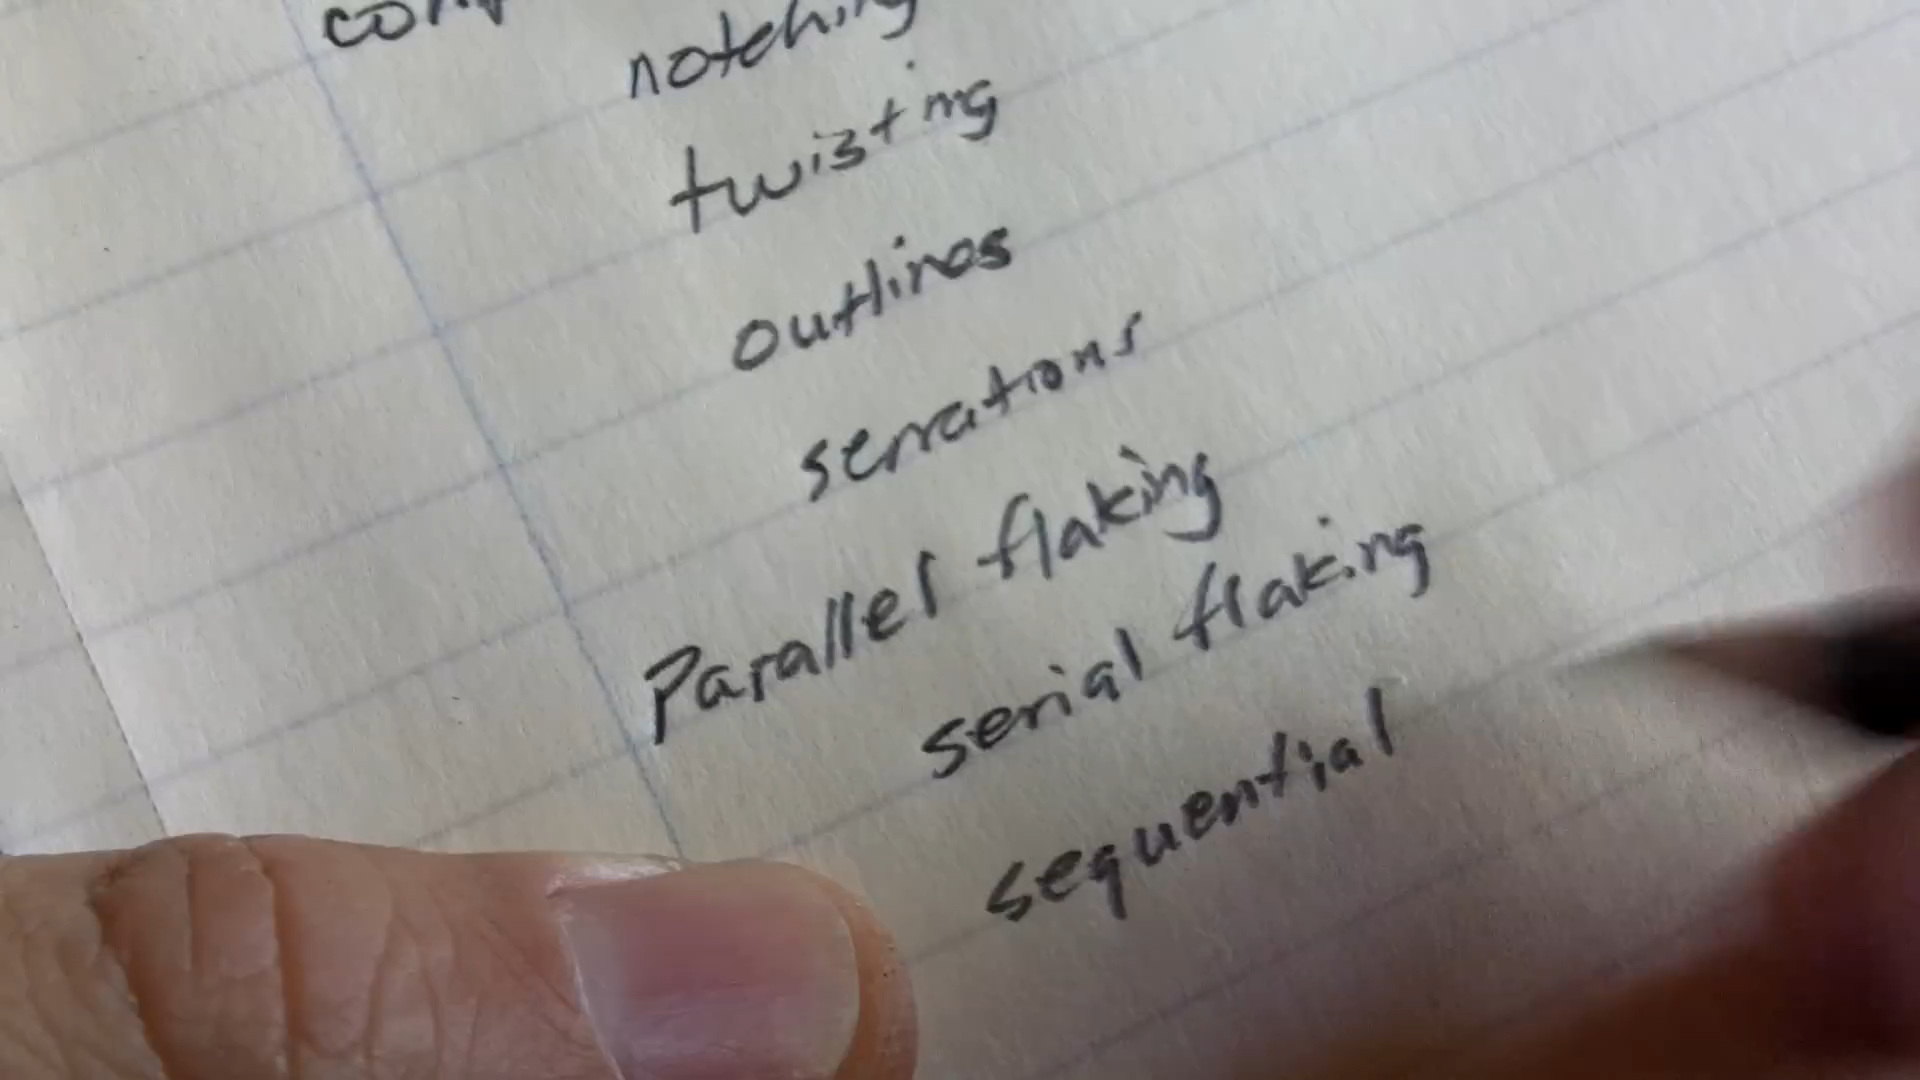 notching
twisting
outlines
serrations
Parallel flaking
serial flaking
sequential